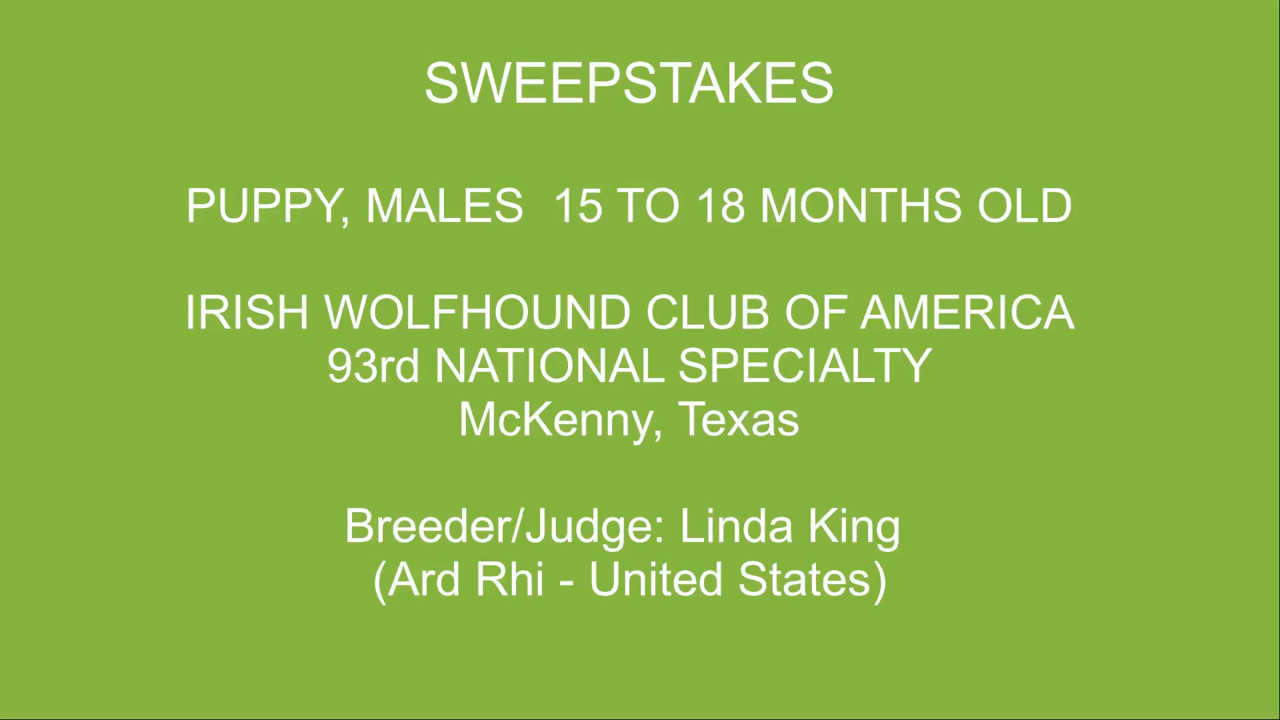 SWEEPSTAKES
PUPPY, MALES  15 TO 18 MONTHS OLD
IRISH WOLFHOUND CLUB OF AMERICA
93rd NATIONAL SPECIALTY
McKenny, Texas
Breeder/Judge: Linda King
(Ard Rhi - United States)